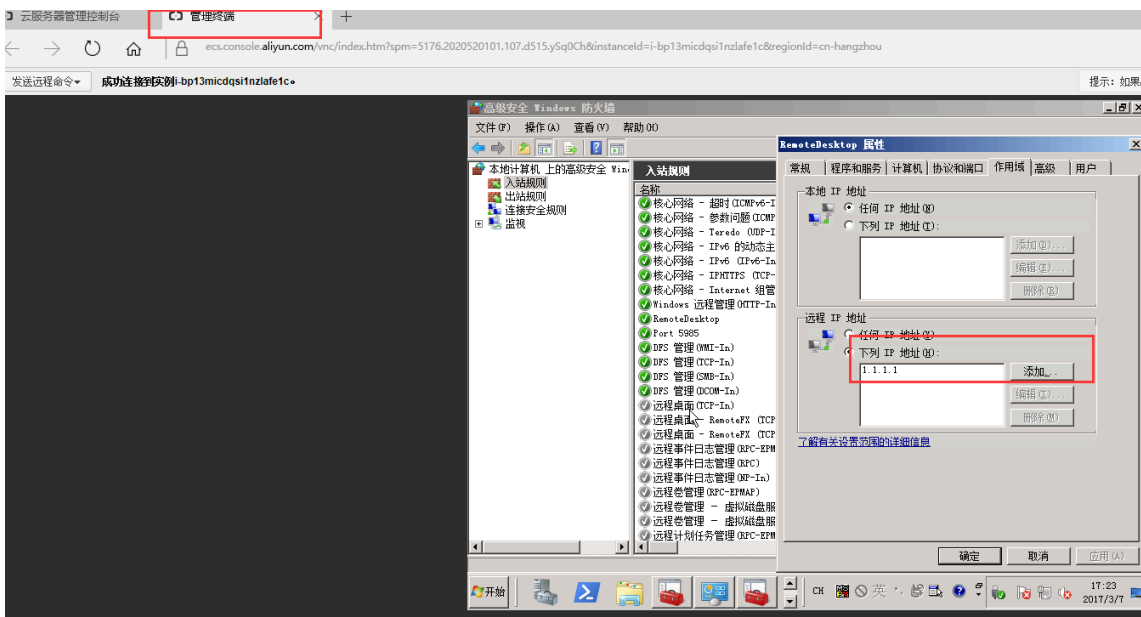 云服务器管理控制台
管理终端
ecs.console.aliyun.com/vnc/index.htm?spm=5176.2020520101.107.d515.ySq0Ch&instanceId=i-bp13micdqsi1nzlafe1c&regionId=cn-hangzhou
发送远程命令
成功连接到实例i-bp13micdqsi1nzlafe1c。
提示：如果
高级安全 Windows 防火墙
文件(F) 操作(A) 查看(V) 帮助(H)
本地计算机 上的高级安全 Win
入站规则
出站规则
连接安全规则
监视
入站规则
名称
核心网络 - 超时(ICMPv6-I
核心网络 - 参数问题(ICMP
核心网络 - Teredo (UDP-I
核心网络 - IPv6 的动态主
核心网络 - IPv6 (IPv6-In
核心网络 - IPHTTPS (TCP-
核心网络 - Internet 组管
Windows 远程管理(HTTP-In
RemoteDesktop
Port 5985
DFS 管理(WMI-In)
DFS 管理(TCP-In)
DFS 管理(SMB-In)
DFS 管理(DCOM-In)
远程桌面(TCP-In)
远程桌面 - RemoteFX (TCP
远程桌面 - RemoteFX (TCP
远程事件日志管理(RPC-EPM
远程事件日志管理(RPC)
远程事件日志管理(NP-In)
远程卷管理(RPC-EPMAP)
远程卷管理 - 虚拟磁盘服
远程卷管理 - 虚拟磁盘服
远程计划任务管理(RPC-EPM
RemoteDesktop 属性
常规 程序和服务 计算机 协议和端口 作用域 高级 用户
本地 IP 地址
任何 IP 地址(N)
下列 IP 地址(T):
添加(D)...
编辑(E)...
删除(R)
远程 IP 地址
任何 IP 地址(Y)
下列 IP 地址(H):
1.1.1.1
添加...
编辑(I)...
删除(M)
了解有关设置范围的详细信息
确定 取消 应用(A)
开始
CH
英
17:23
2017/3/7